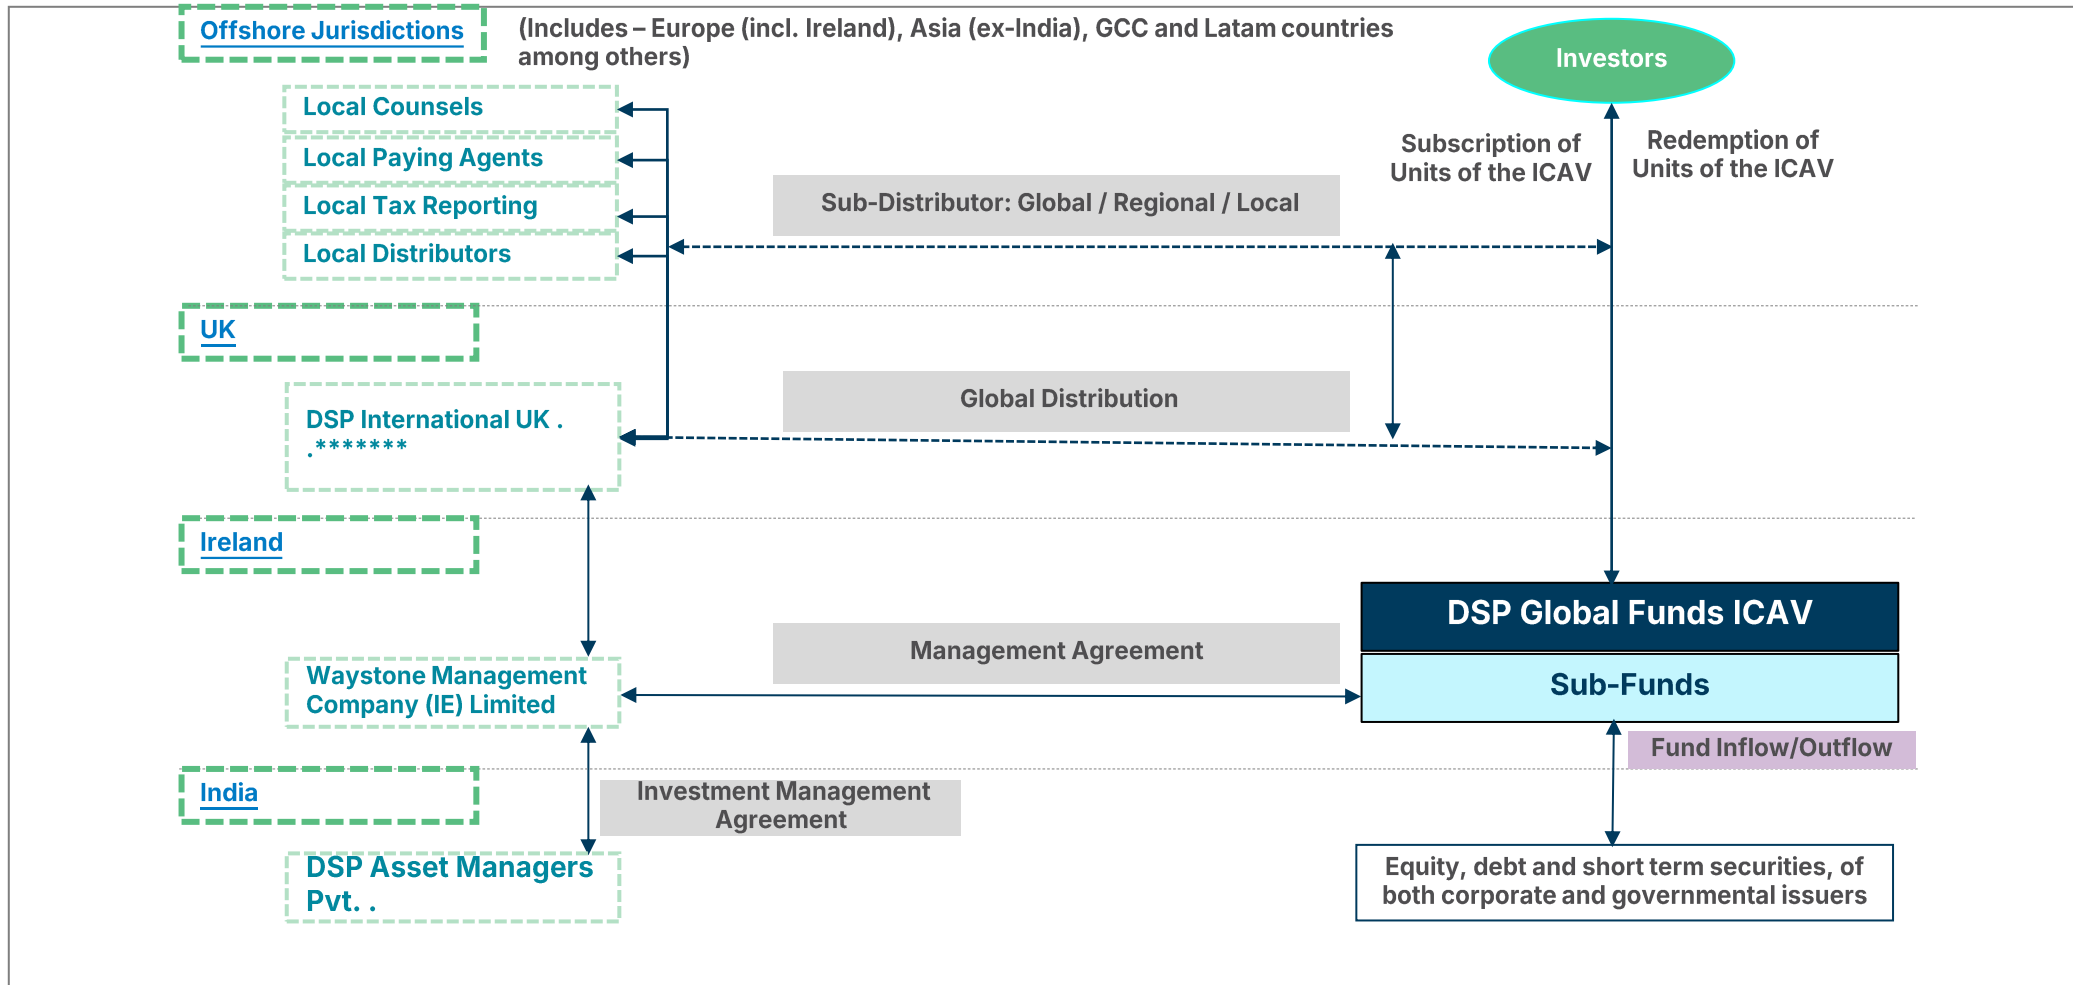 Offshore Jurisdictions
(Includes – Europe (incl. Ireland), Asia (ex-India), GCC and Latam countries
among others)
Investors
Local Counsels
Local Paying Agents
Local Tax Reporting
Local Distributors
Subscription of
Units of the ICAV
Redemption of
Units of the ICAV
Sub-Distributor: Global / Regional / Local
UK
Global Distribution
DSP International UK .
.*******
Ireland
DSP Global Funds ICAV
Management Agreement
Sub-Funds
Waystone Management
Company (IE) Limited
Fund Inflow/Outflow
India
Investment Management
Agreement
DSP Asset Managers
Pvt. .
Equity, debt and short term securities, of
both corporate and governmental issuers